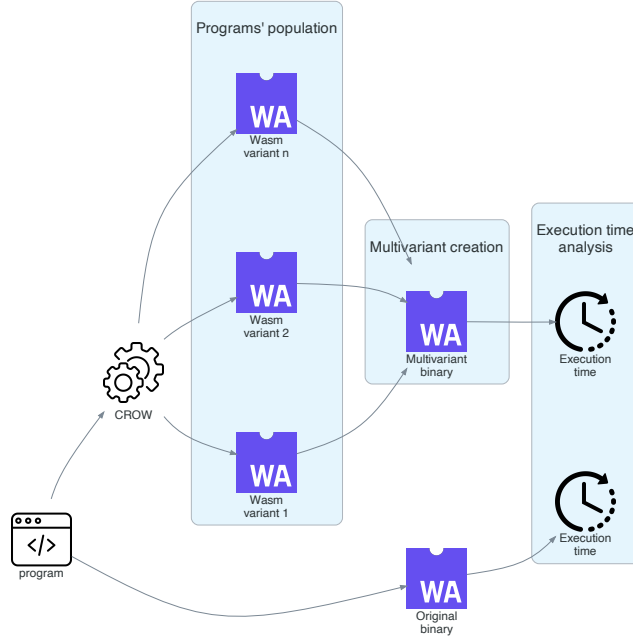 Programs' population
WA
Wasm
variant n
Multivariant creation
Execution time
analysis
WA
Wasm
variant 2
WA
Multivariant
binary
Execution
time
CROW
WA
Wasm
variant 1
</>
program
Execution
time
WA
Original
binary